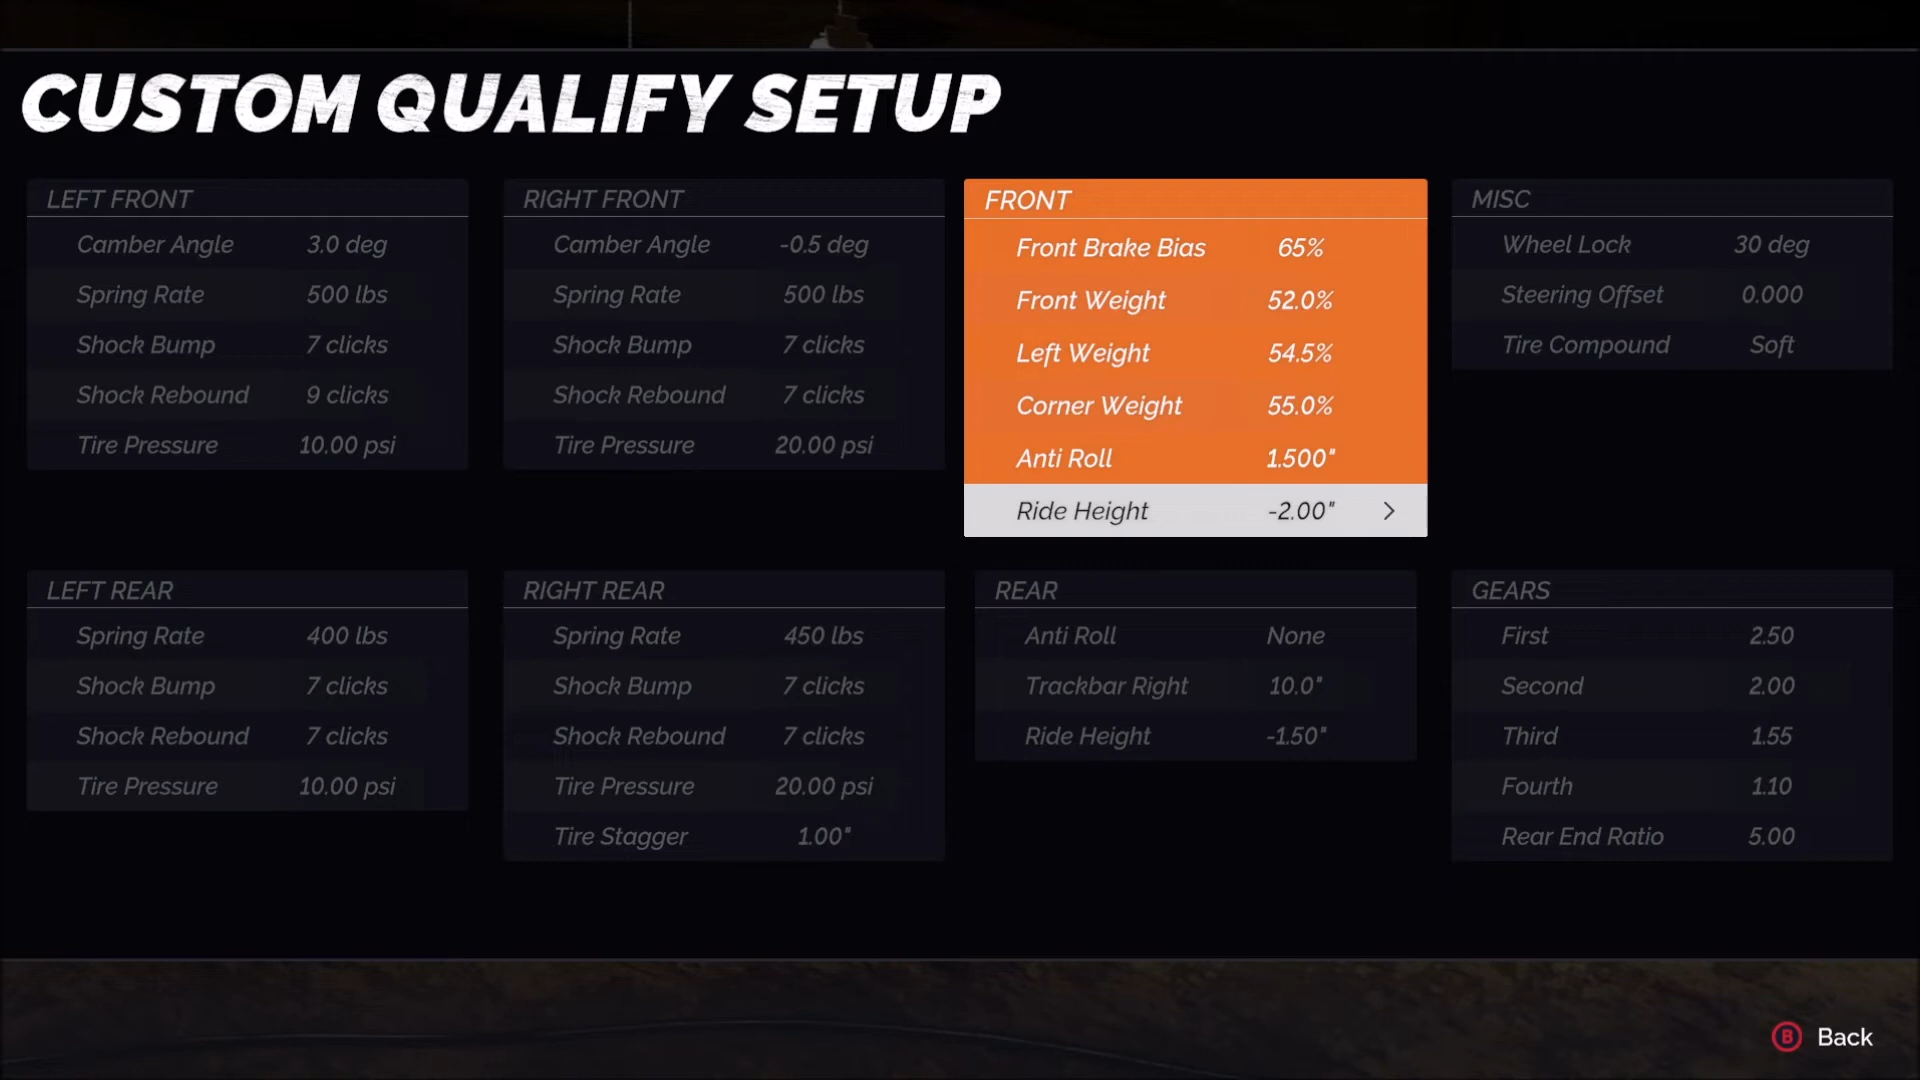 CUSTOM QUALIFY SETUP
LEFT FRONT
Camber Angle 3.0 deg
Spring Rate 500 lbs
Shock Bump 7 clicks
Shock Rebound 9 clicks
Tire Pressure 10.00 psi
RIGHT FRONT
Camber Angle -0.5 deg
Spring Rate 500 lbs
Shock Bump 7 clicks
Shock Rebound 7 clicks
Tire Pressure 20.00 psi
FRONT
Front Brake Bias 65%
Front Weight 52.0%
Left Weight 54.5%
Corner Weight 55.0%
Anti Roll 1.500"
Ride Height -2.00" >
MISC
Wheel Lock 30 deg
Steering Offset 0.000
Tire Compound Soft
LEFT REAR
Spring Rate 400 lbs
Shock Bump 7 clicks
Shock Rebound 7 clicks
Tire Pressure 10.00 psi
RIGHT REAR
Spring Rate 450 lbs
Shock Bump 7 clicks
Shock Rebound 7 clicks
Tire Pressure 20.00 psi
Tire Stagger 1.00"
REAR
Anti Roll None
Trackbar Right 10.0"
Ride Height -1.50"
GEARS
First 2.50
Second 2.00
Third 1.55
Fourth 1.10
Rear End Ratio 5.00
B Back